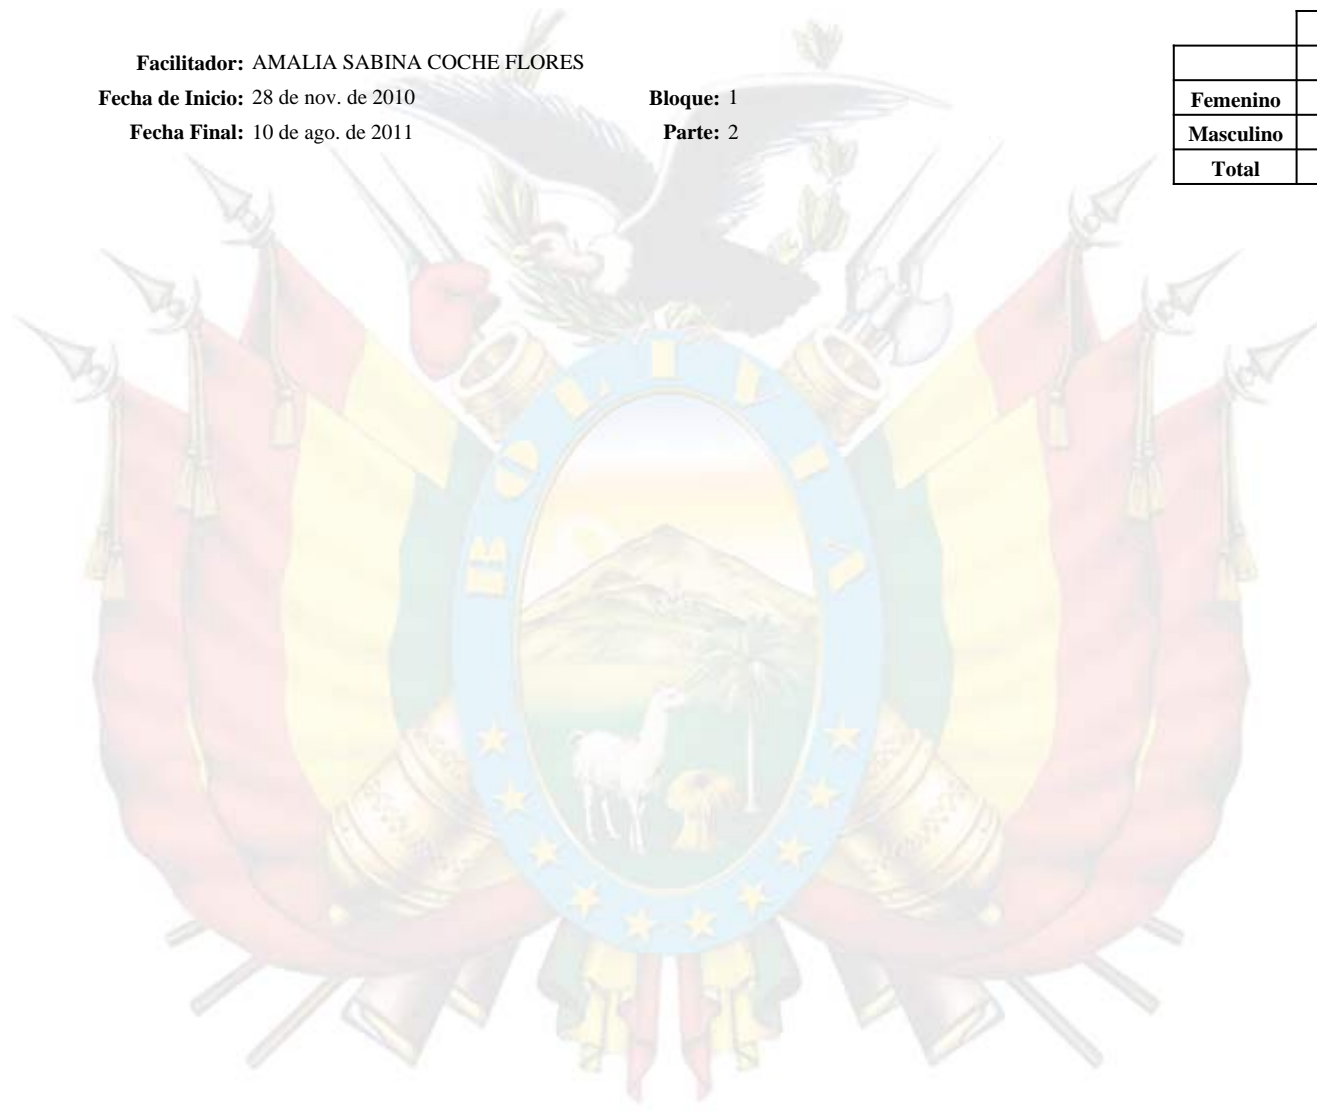 Facilitador: AMALIA SABINA COCHE FLORES
Fecha de Inicio: 28 de nov. de 2010 Bloque: 1
Fecha Final: 10 de ago. de 2011 Parte: 2
Femenino
Masculino
Total
BOLIVIA